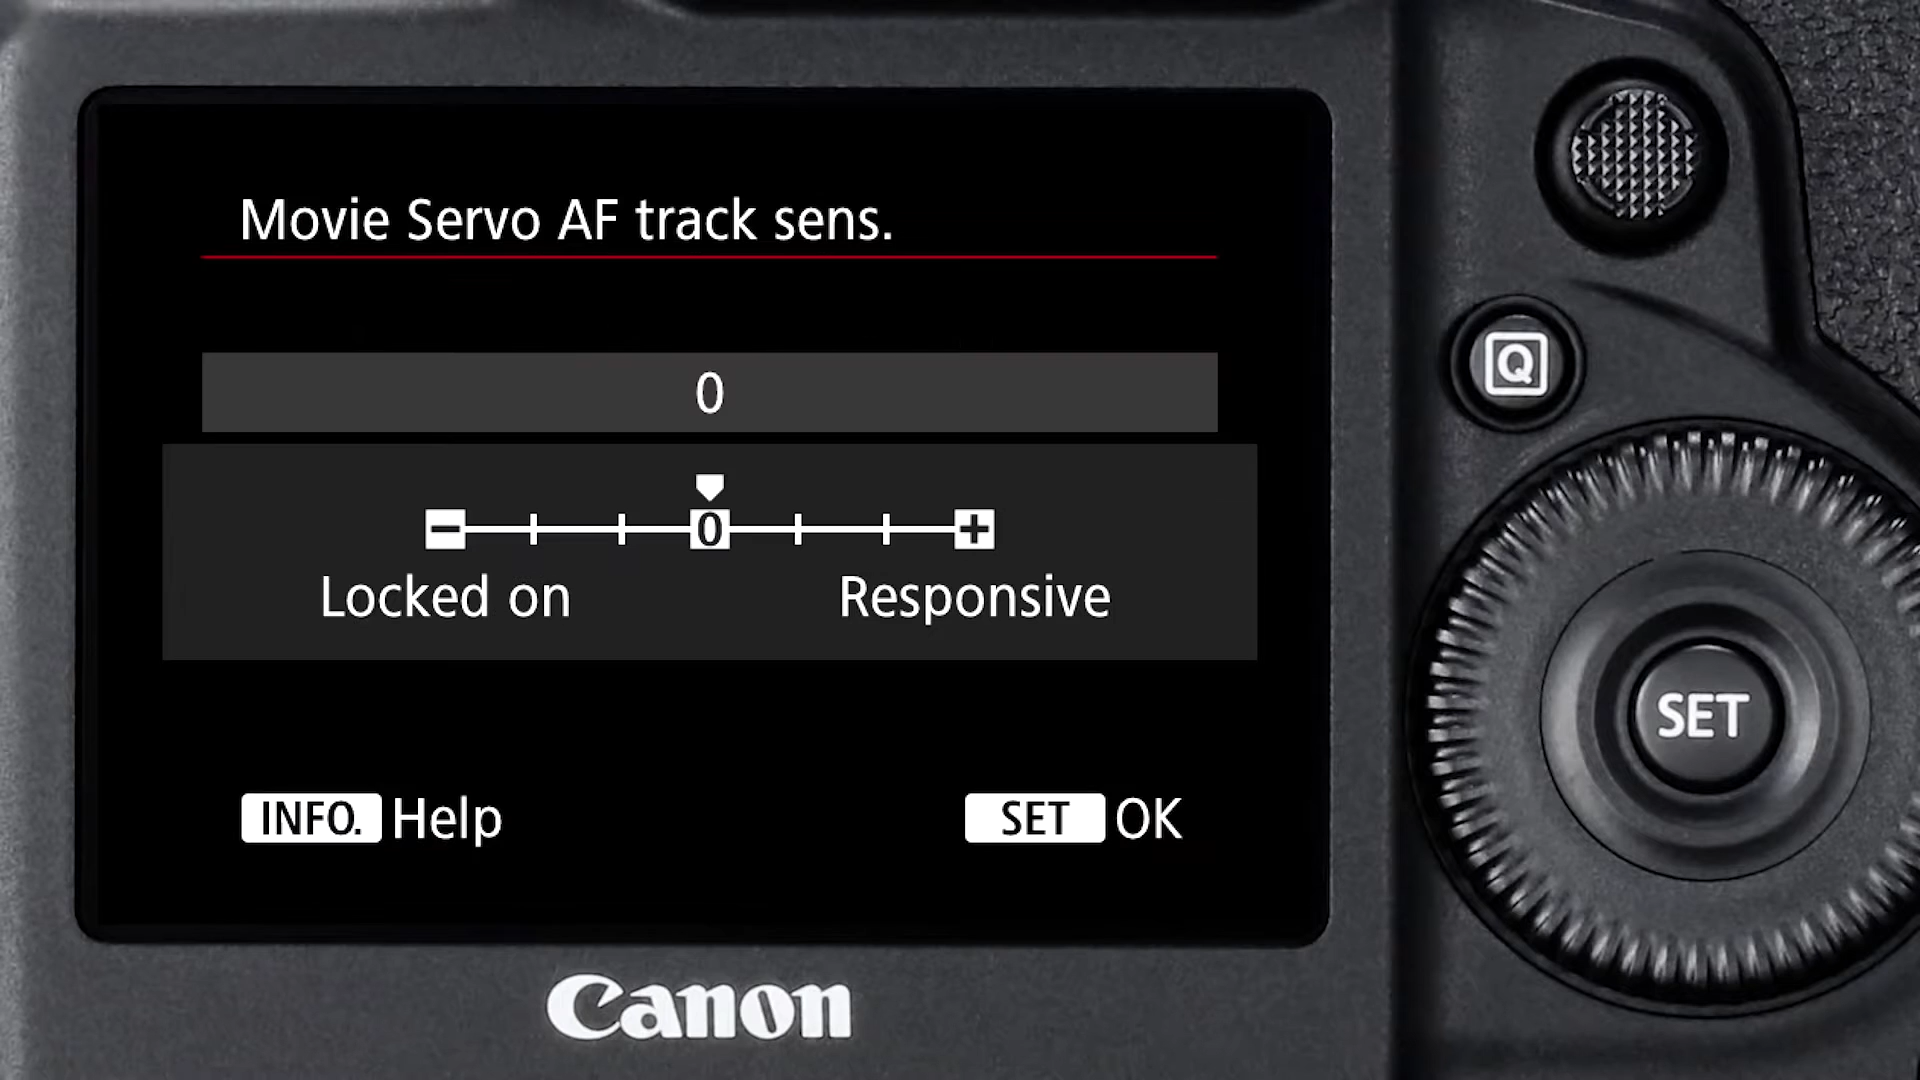 Movie Servo AF track sens.
0
− 0 +
Locked on Responsive
INFO. Help SET OK
Canon
Q
SET